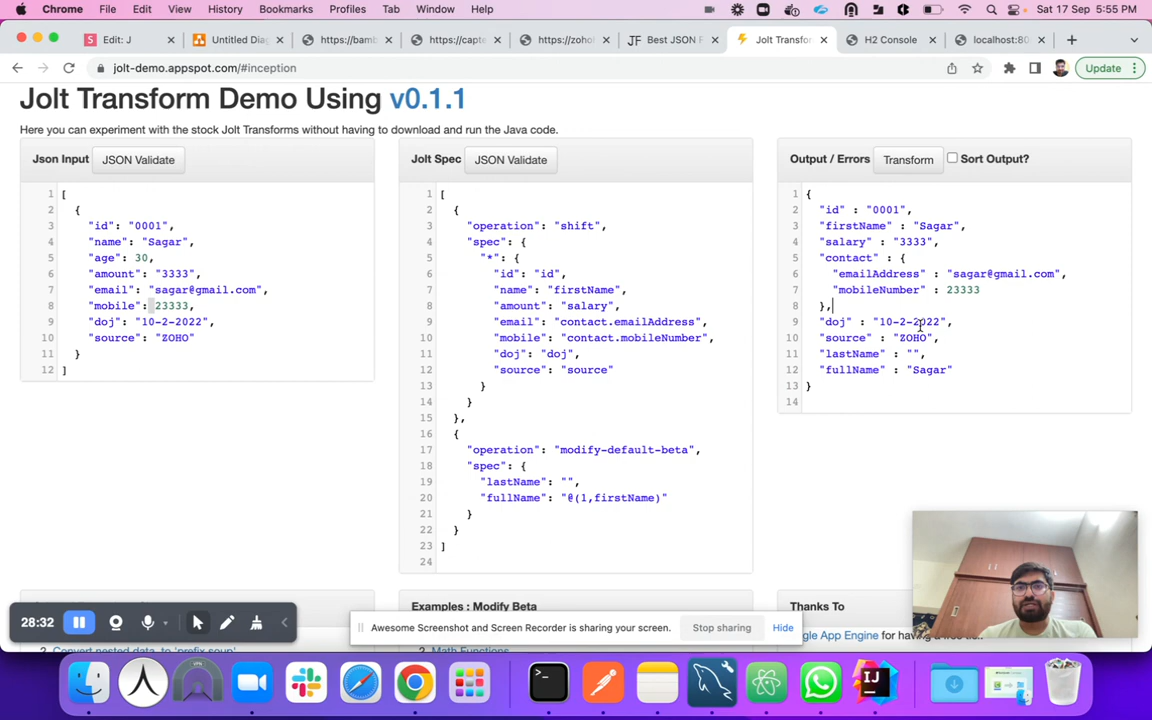 Chrome File Edit View History Bookmarks Profiles Tab Window Help Sat 17 Sep 5:55 PM
Edit: J Untitled Dia https://bamb https://capte https://zoho Best JSON F Jolt Transfor H2 Console localhost:80
jolt-demo.appspot.com/#inception Update
Jolt Transform Demo Using v0.1.1
Here you can experiment with the stock Jolt Transforms without having to download and run the Java code.
Json Input JSON Validate
1 [
2 {
3 "id": "0001",
4 "name": "Sagar",
5 "age": 30,
6 "amount": "3333",
7 "email": "sagar@gmail.com",
8 "mobile": 23333,
9 "doj": "10-2-2022",
10 "source": "ZOHO"
11 }
12 ]
Jolt Spec JSON Validate
1 [
2 {
3 "operation": "shift",
4 "spec": {
5 "*": {
6 "id": "id",
7 "name": "firstName",
8 "amount": "salary",
9 "email": "contact.emailAddress",
10 "mobile": "contact.mobileNumber",
11 "doj": "doj",
12 "source": "source"
13 }
14 }
15 },
16 {
17 "operation": "modify-default-beta",
18 "spec": {
19 "lastName": "",
20 "fullName": "@(1,firstName)"
21 }
22 }
23 ]
24
Output / Errors Transform Sort Output?
1 {
2 "id" : "0001",
3 "firstName" : "Sagar",
4 "salary" : "3333",
5 "contact" : {
6 "emailAddress" : "sagar@gmail.com",
7 "mobileNumber" : 23333
8 },
9 "doj" : "10-2-2022",
10 "source" : "ZOHO",
11 "lastName" : "",
12 "fullName" : "Sagar"
13 }
14
Examples : Modify Beta
Thanks To
28:32
Awesome Screenshot and Screen Recorder is sharing your screen. Stop sharing Hide
gle App Engine for having a
2. Convert nested data, to 'prefix soup'
2. Math Functions